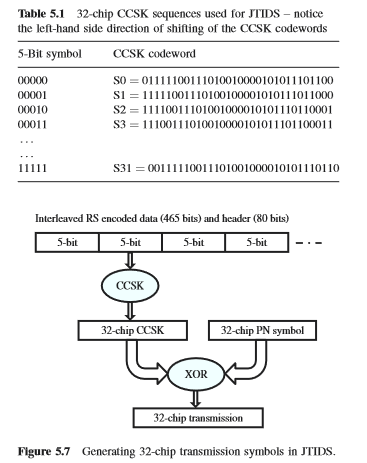 Table 5.1 32-chip CCSK sequences used for JTIDS – notice
the left-hand side direction of shifting of the CCSK codewords
5-Bit symbol CCSK codeword
00000 S0 = 01111100111010010000101011101100
00001 S1 = 11111001110100100001010111011000
00010 S2 = 11110011101001000010101110110001
00011 S3 = 11100111010010000101011101100011
...
...
11111 S31 = 00111110011101001000010101110110
Interleaved RS encoded data (465 bits) and header (80 bits)
5-bit 5-bit 5-bit 5-bit
CCSK
32-chip CCSK 32-chip PN symbol
XOR
32-chip transmission
Figure 5.7 Generating 32-chip transmission symbols in JTIDS.